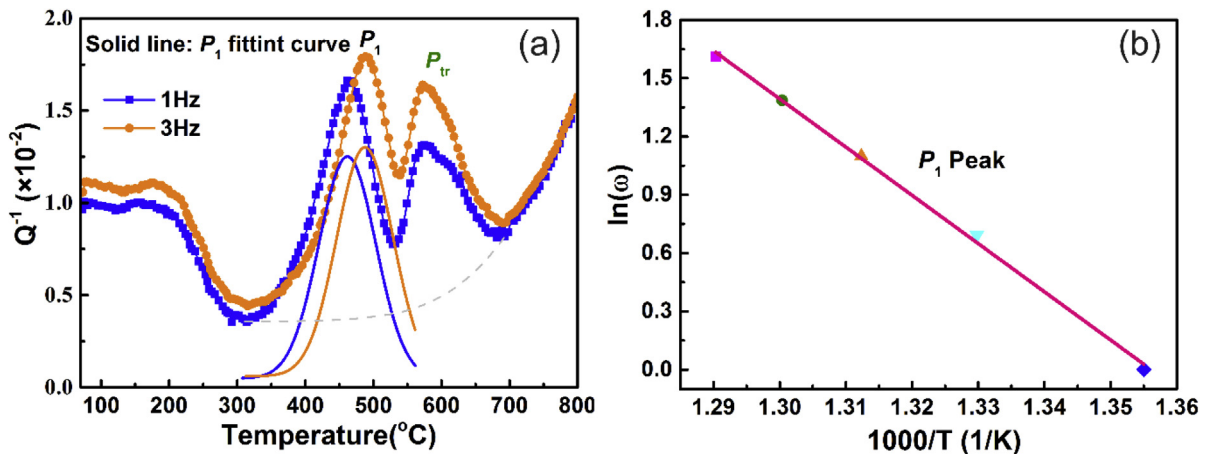 (a)
Solid line: P1 fittint curve
P1
Ptr
1Hz
3Hz
2.0
1.5
1.0
0.5
0.0
Q-1 (×10-2)
100 200 300 400 500 600 700 800
Temperature(oC)
(b)
P1 Peak
1.8
1.5
1.2
0.9
0.6
0.3
0.0
ln(ω)
1.29 1.30 1.31 1.32 1.33 1.34 1.35 1.36
1000/T (1/K)